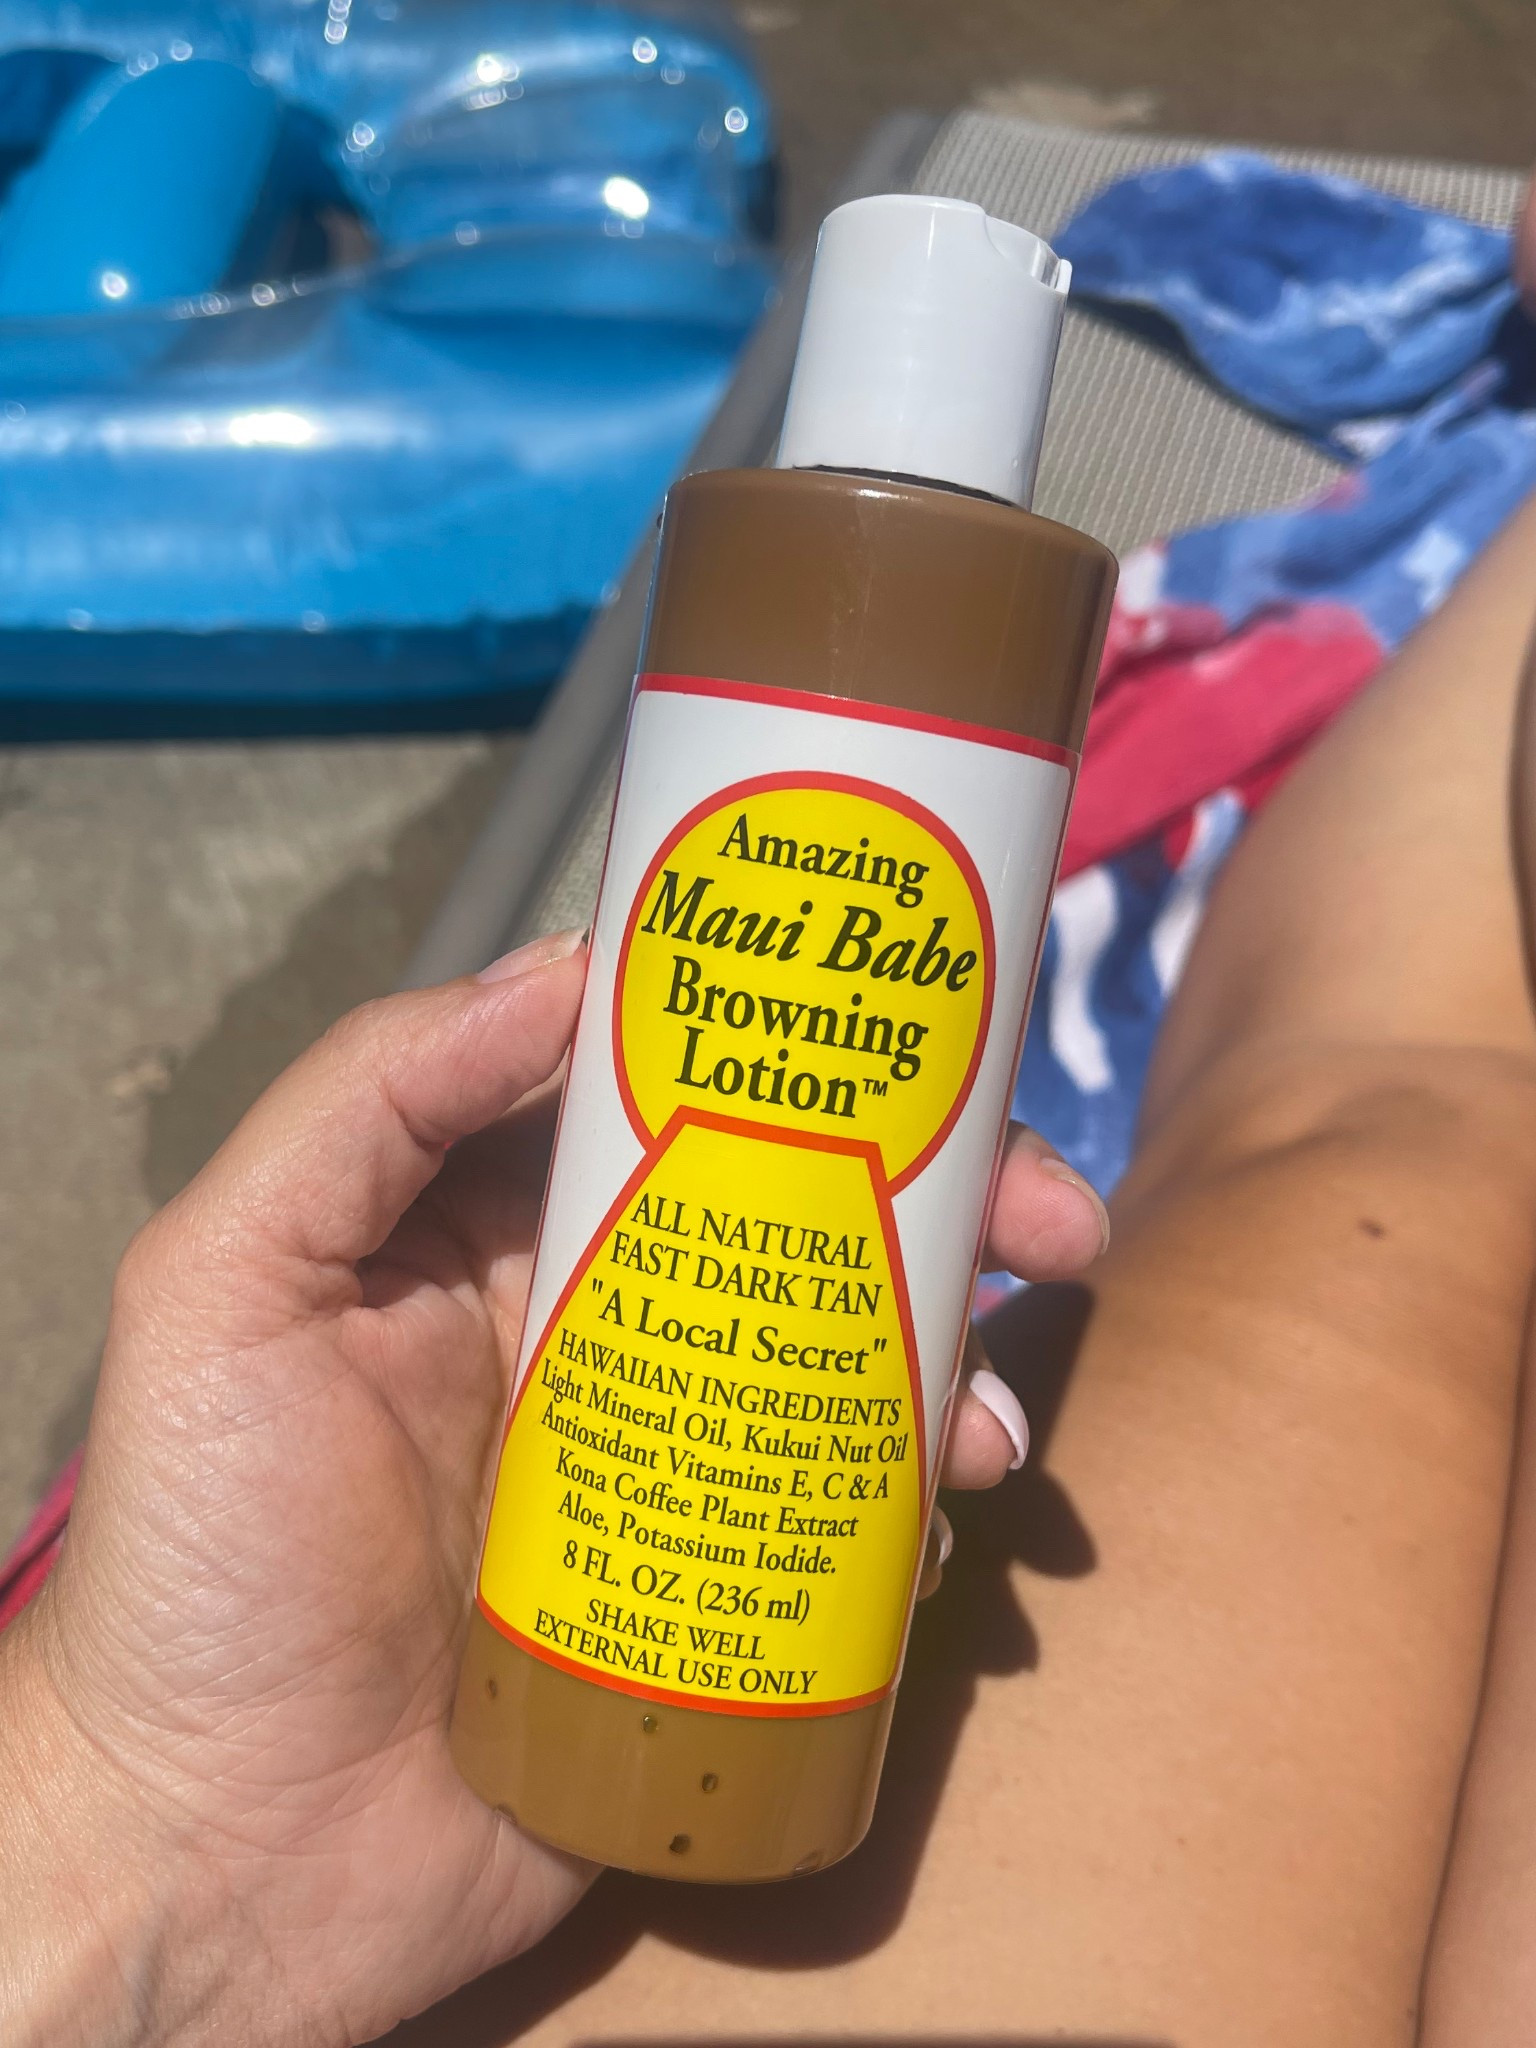 Amazing
Maui Babe
Browning
Lotion™
ALL NATURAL
FAST DARK TAN
"A Local Secret"
HAWAIIAN INGREDIENTS
Light Mineral Oil, Kukui Nut Oil
Antioxidant Vitamins E, C & A
Kona Coffee Plant Extract
Aloe, Potassium Iodide.
8 FL. OZ. (236 ml)
SHAKE WELL
EXTERNAL USE ONLY